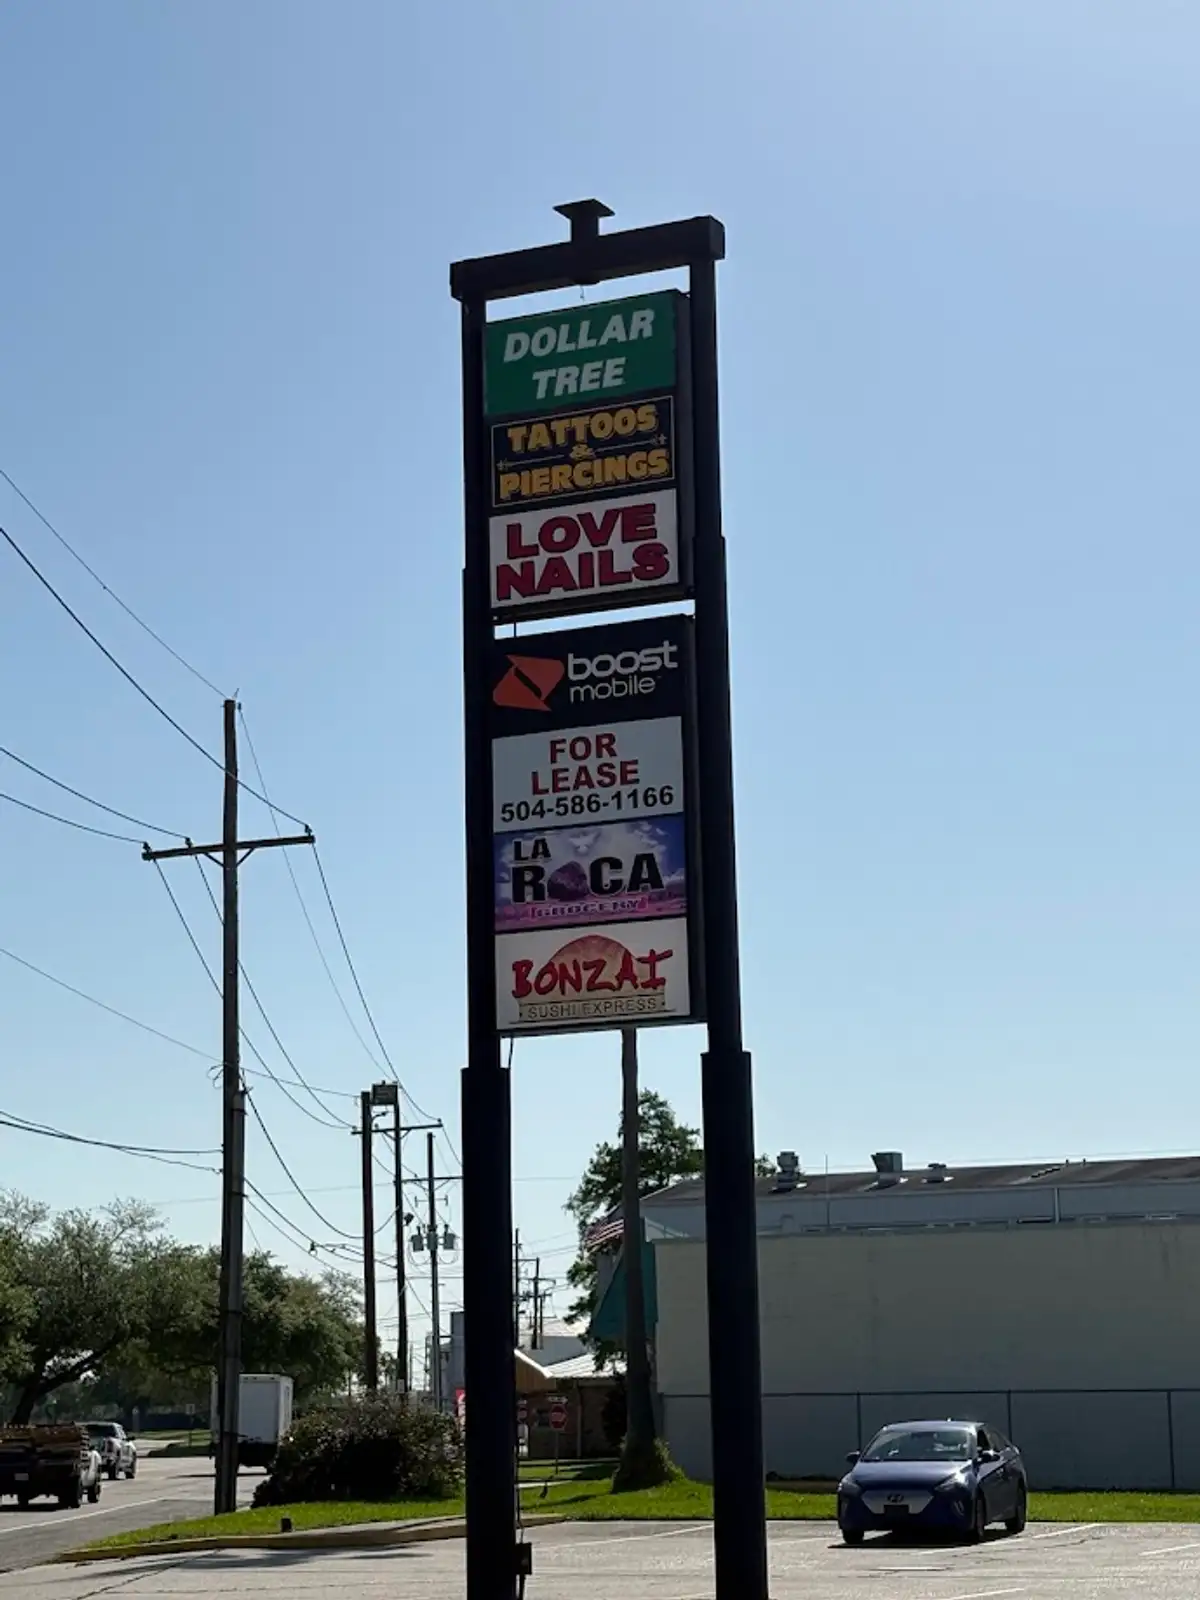 DOLLAR
TREE
TATTOOS
&
PIERCINGS
LOVE
NAILS
boost
mobile
FOR
LEASE
504-586-1166
LA
ROCA
GROCERY
BONZAI
SUSHI EXPRESS